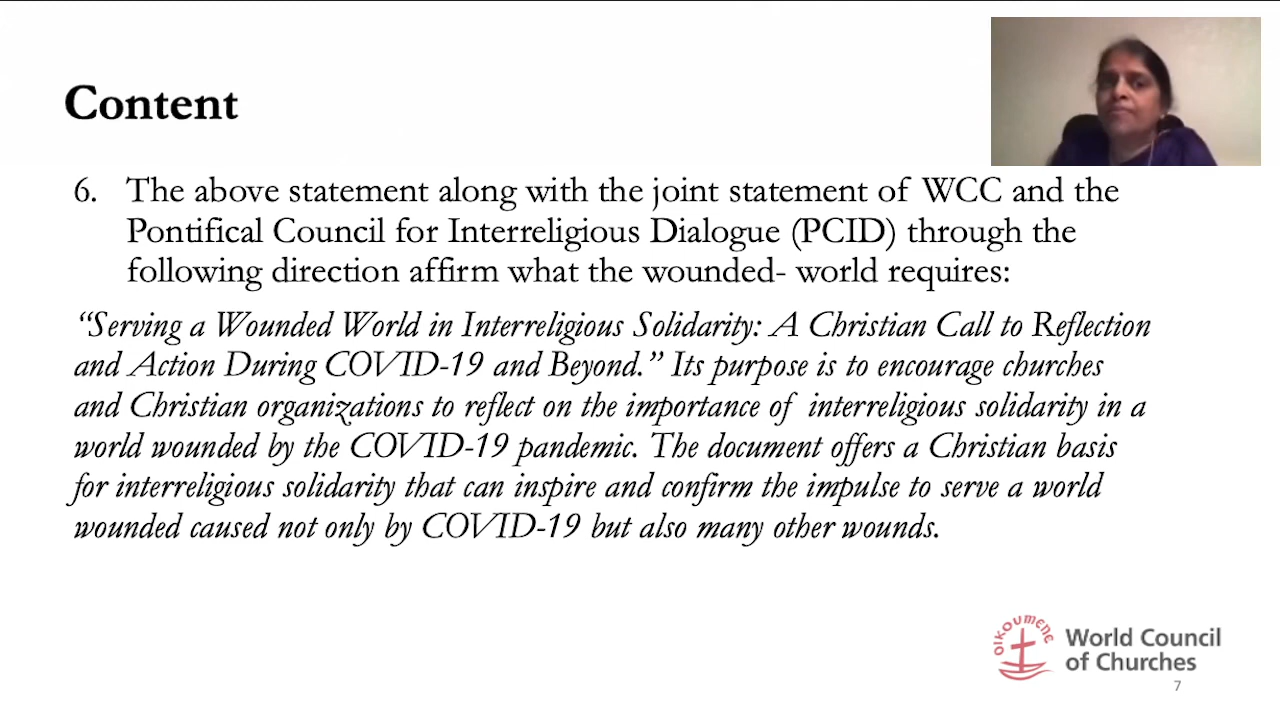 Content
6. The above statement along with the joint statement of WCC and the
Pontifical Council for Interreligious Dialogue (PCID) through the
following direction affirm what the wounded- world requires:
“Serving a Wounded World in Interreligious Solidarity: A Christian Call to Reflection
and Action During COVID-19 and Beyond.” Its purpose is to encourage churches
and Christian organizations to reflect on the importance of interreligious solidarity in a
world wounded by the COVID-19 pandemic. The document offers a Christian basis
for interreligious solidarity that can inspire and confirm the impulse to serve a world
wounded caused not only by COVID-19 but also many other wounds.
OIKOUMENE
World Council
of Churches
7